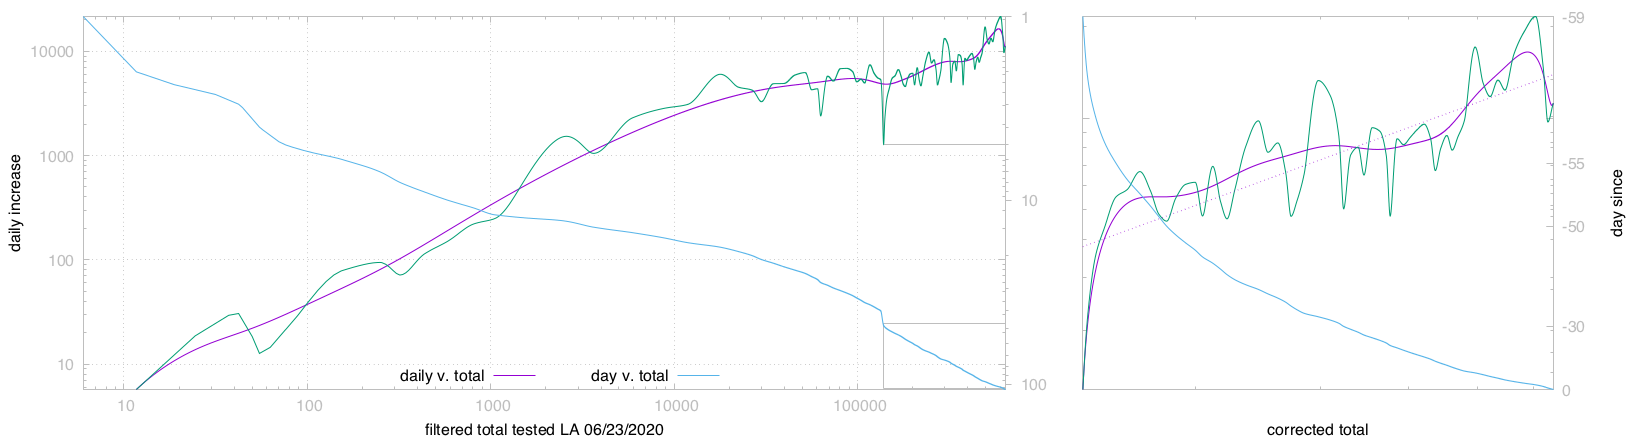 10000
1000
100
10
daily increase
10
100
1000
10000
100000
filtered total tested LA 06/23/2020
daily v. total
day v. total
1
10
100
-59
-55
-50
-30
0
day since
corrected total